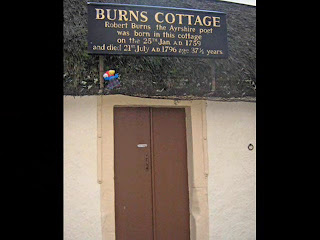 BURNS COTTAGE
Robert Burns the Ayrshire poet
was born in this cottage
on the 25th Jan. A.D. 1759
and died 21st July A.D. 1796 age 37½ years